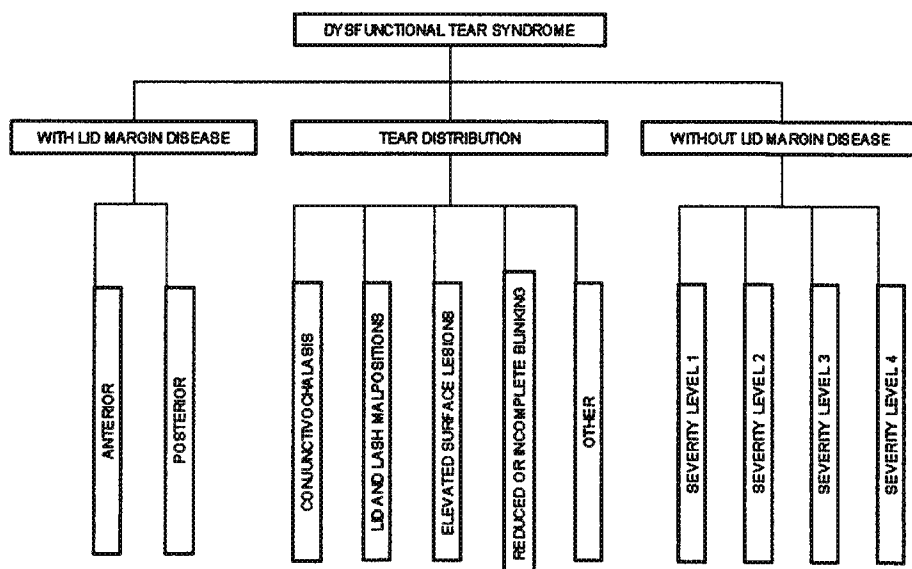 DYSFUNCTIONAL TEAR SYNDROME
WITH LID MARGIN DISEASE
TEAR DISTRIBUTION
WITHOUT LID MARGIN DISEASE
ANTERIOR
POSTERIOR
CONJUNCTIVOCHALASIS
LID AND LASH MALPOSITIONS
ELEVATED SURFACE LESIONS
REDUCED OR INCOMPLETE BLINKING
OTHER
SEVERITY LEVEL 1
SEVERITY LEVEL 2
SEVERITY LEVEL 3
SEVERITY LEVEL 4